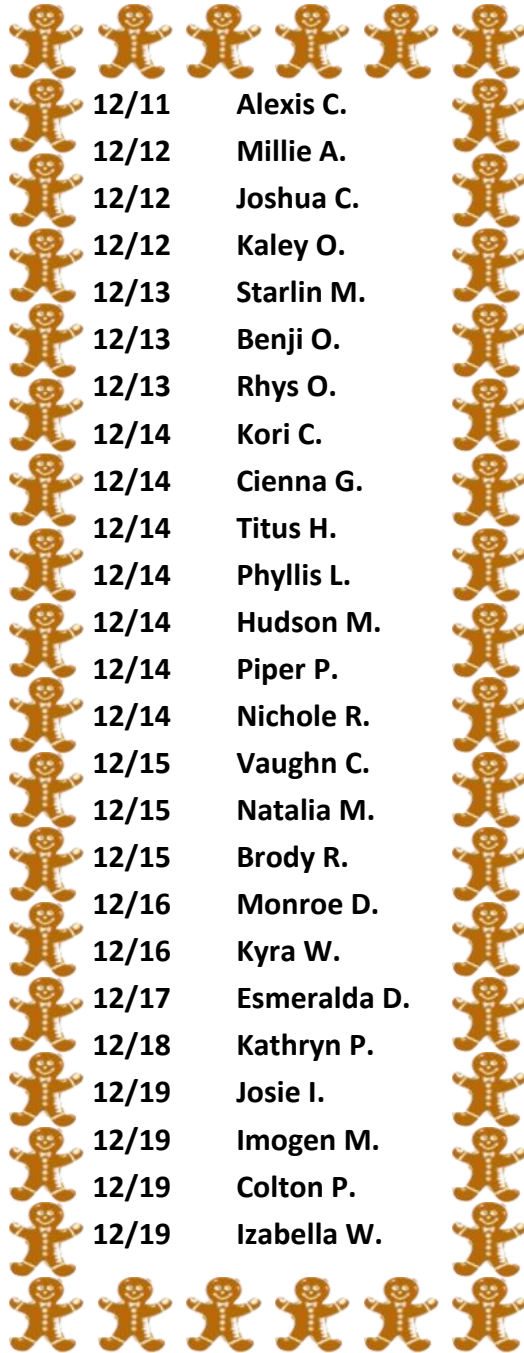 12/11 Alexis C.
12/12 Millie A.
12/12 Joshua C.
12/12 Kaley O.
12/13 Starlin M.
12/13 Benji O.
12/13 Rhys O.
12/14 Kori C.
12/14 Cienna G.
12/14 Titus H.
12/14 Phyllis L.
12/14 Hudson M.
12/14 Piper P.
12/14 Nichole R.
12/15 Vaughn C.
12/15 Natalia M.
12/15 Brody R.
12/16 Monroe D.
12/16 Kyra W.
12/17 Esmeralda D.
12/18 Kathryn P.
12/19 Josie I.
12/19 Imogen M.
12/19 Colton P.
12/19 Izabella W.